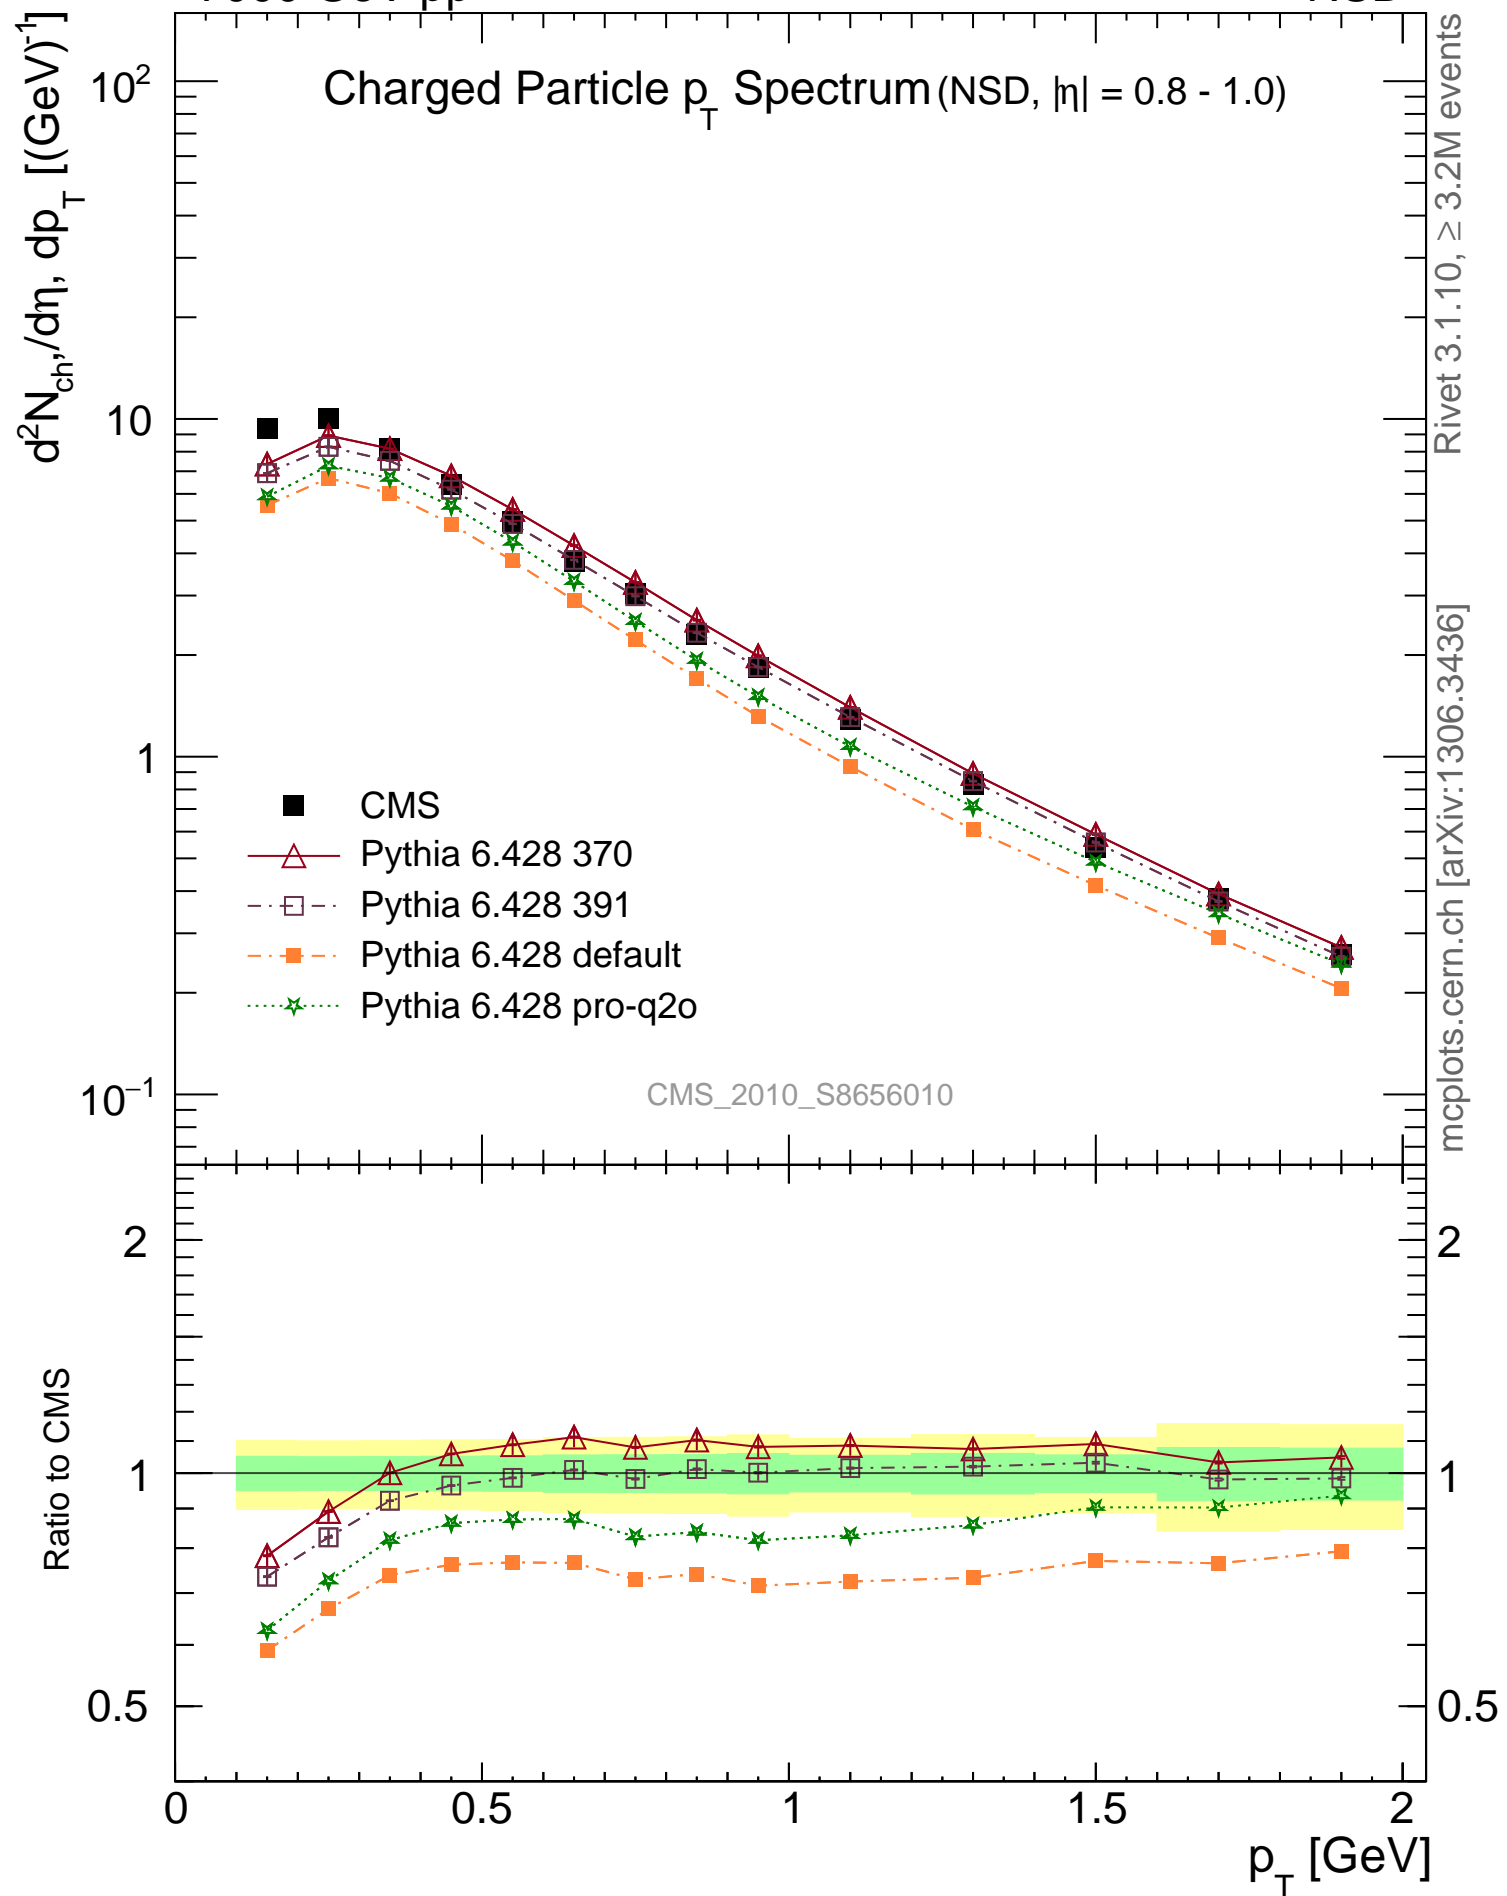 Charged Particle p_T Spectrum (NSD, |η| = 0.8 - 1.0)
d²N_ch,/dη, dp_T [(GeV)^-1]
10²
10
1
10⁻¹
CMS
Pythia 6.428 370
Pythia 6.428 391
Pythia 6.428 default
Pythia 6.428 pro-q2o
CMS_2010_S8656010
Rivet 3.1.10, ≥ 3.2M events
mcplots.cern.ch [arXiv:1306.3436]
Ratio to CMS
2
1
0.5
2
1
0.5
0 0.5 1 1.5 2
p_T [GeV]